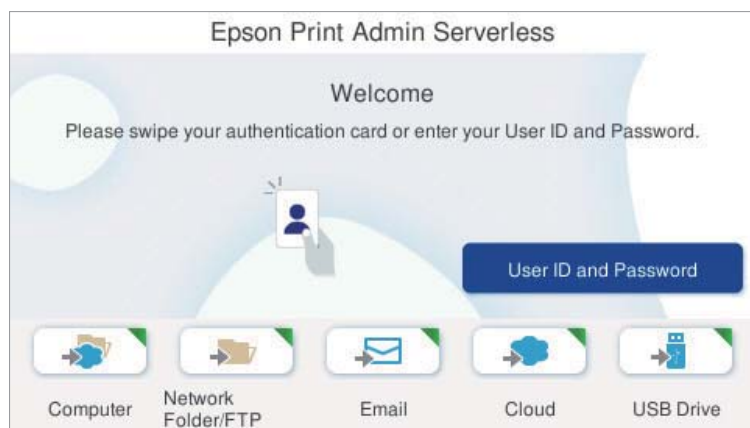 Epson Print Admin Serverless
Welcome
Please swipe your authentication card or enter your User ID and Password.
User ID and Password
Computer
Network
Folder/FTP
Email
Cloud
USB Drive